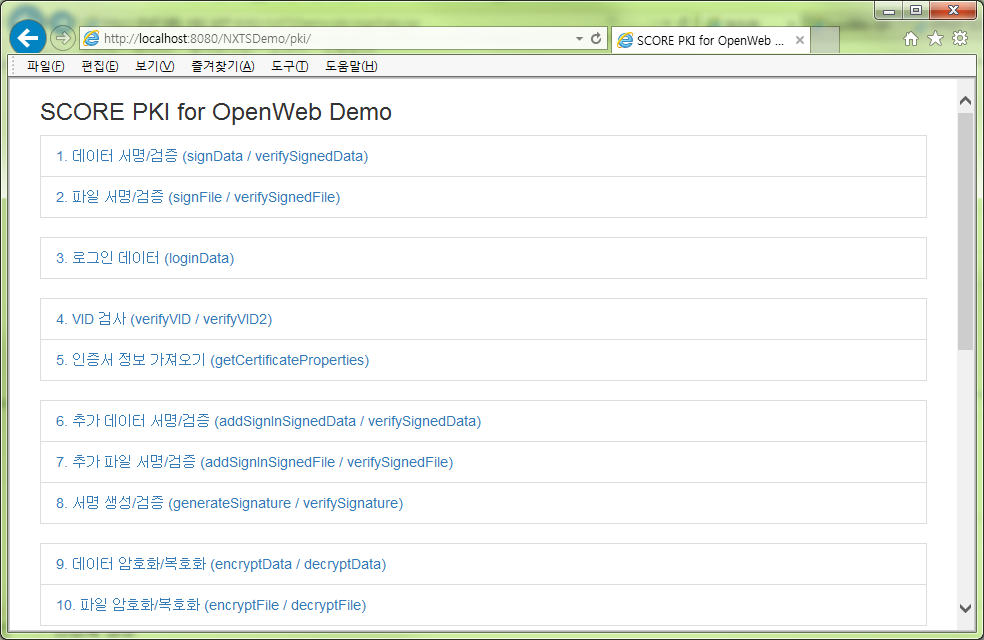 http://localhost:8080/NXTSDemo/pki/
SCORE PKI for OpenWeb ...
파일(F) 편집(E) 보기(V) 즐겨찾기(A) 도구(T) 도움말(H)
SCORE PKI for OpenWeb Demo
1. 데이터 서명/검증 (signData / verifySignedData)
2. 파일 서명/검증 (signFile / verifySignedFile)
3. 로그인 데이터 (loginData)
4. VID 검사 (verifyVID / verifyVID2)
5. 인증서 정보 가져오기 (getCertificateProperties)
6. 추가 데이터 서명/검증 (addSignInSignedData / verifySignedData)
7. 추가 파일 서명/검증 (addSignInSignedFile / verifySignedFile)
8. 서명 생성/검증 (generateSignature / verifySignature)
9. 데이터 암호화/복호화 (encryptData / decryptData)
10. 파일 암호화/복호화 (encryptFile / decryptFile)